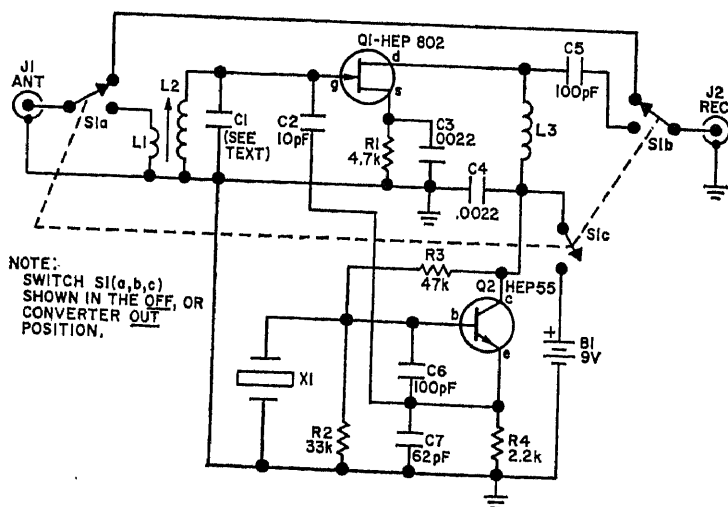 Q1-HEP 802
J1
ANT
S1a
L1
L2
C1
(SEE
TEXT)
C2
10pF
g
d
s
R1
4.7k
C3
.0022
C4
.0022
L3
C5
100pF
J2
REC
S1b
S1c
NOTE:
SWITCH S1(a,b,c)
SHOWN IN THE OFF, OR
CONVERTER OUT
POSITION.
R3
47k
Q2
HEP55
b
c
e
X1
C6
100pF
R2
33k
C7
62pF
R4
2.2k
+
B1
9V